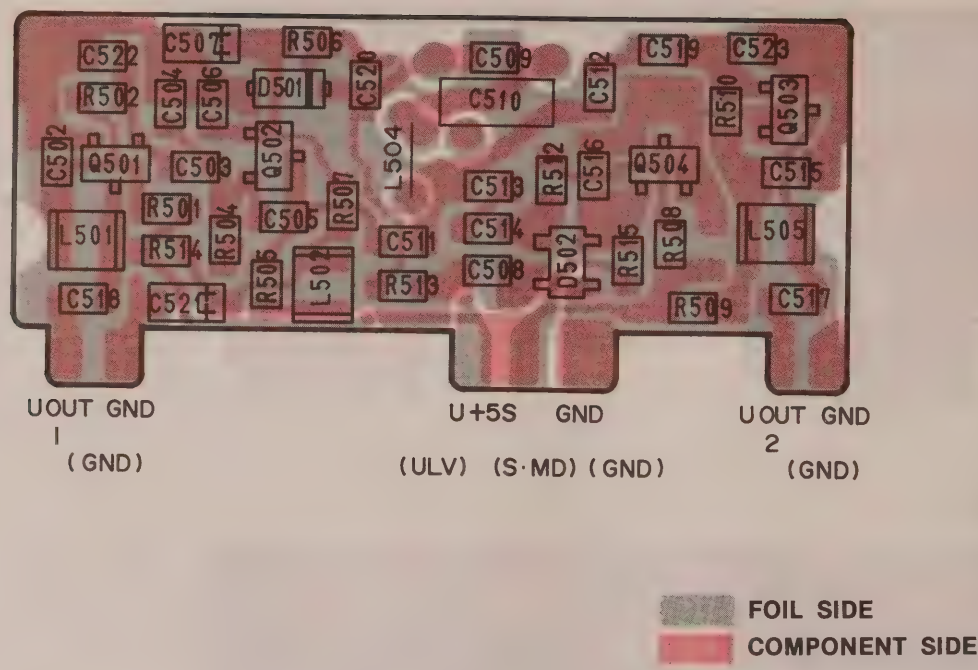 C522 C507 R506 C520 C509 C512 C519 C523
R502 C504 C506 D501 C510 R510 Q503
C502 Q501 C503 Q502 L504 R512 C516 Q504 C515
R501 R507 C513
L501 R504 C505 C514 R508 L505
R514 C511 D502 R515
R505 L502 C508
C518 C521 R513 R509 C517
UOUT GND U+5S GND UOUT GND
1 2
(GND) (ULV) (S·MD) (GND) (GND)
FOIL SIDE
COMPONENT SIDE